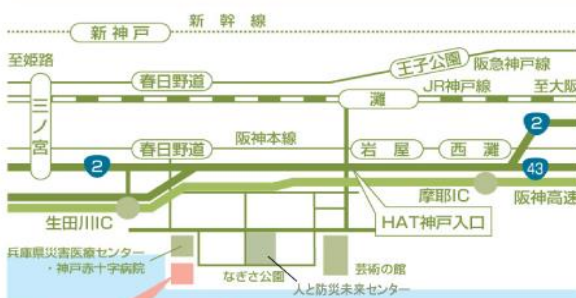 新幹線
新神戸
至姫路
王子公園
阪急神戸線
春日野道
JR神戸線
至大阪
三ノ宮
灘
2
阪神本線
春日野道
岩屋
西灘
2
43
摩耶IC
阪神高速
生田川IC
HAT神戸入口
兵庫県災害医療センター
・神戸赤十字病院
なぎさ公園
芸術の館
人と防災未来センター